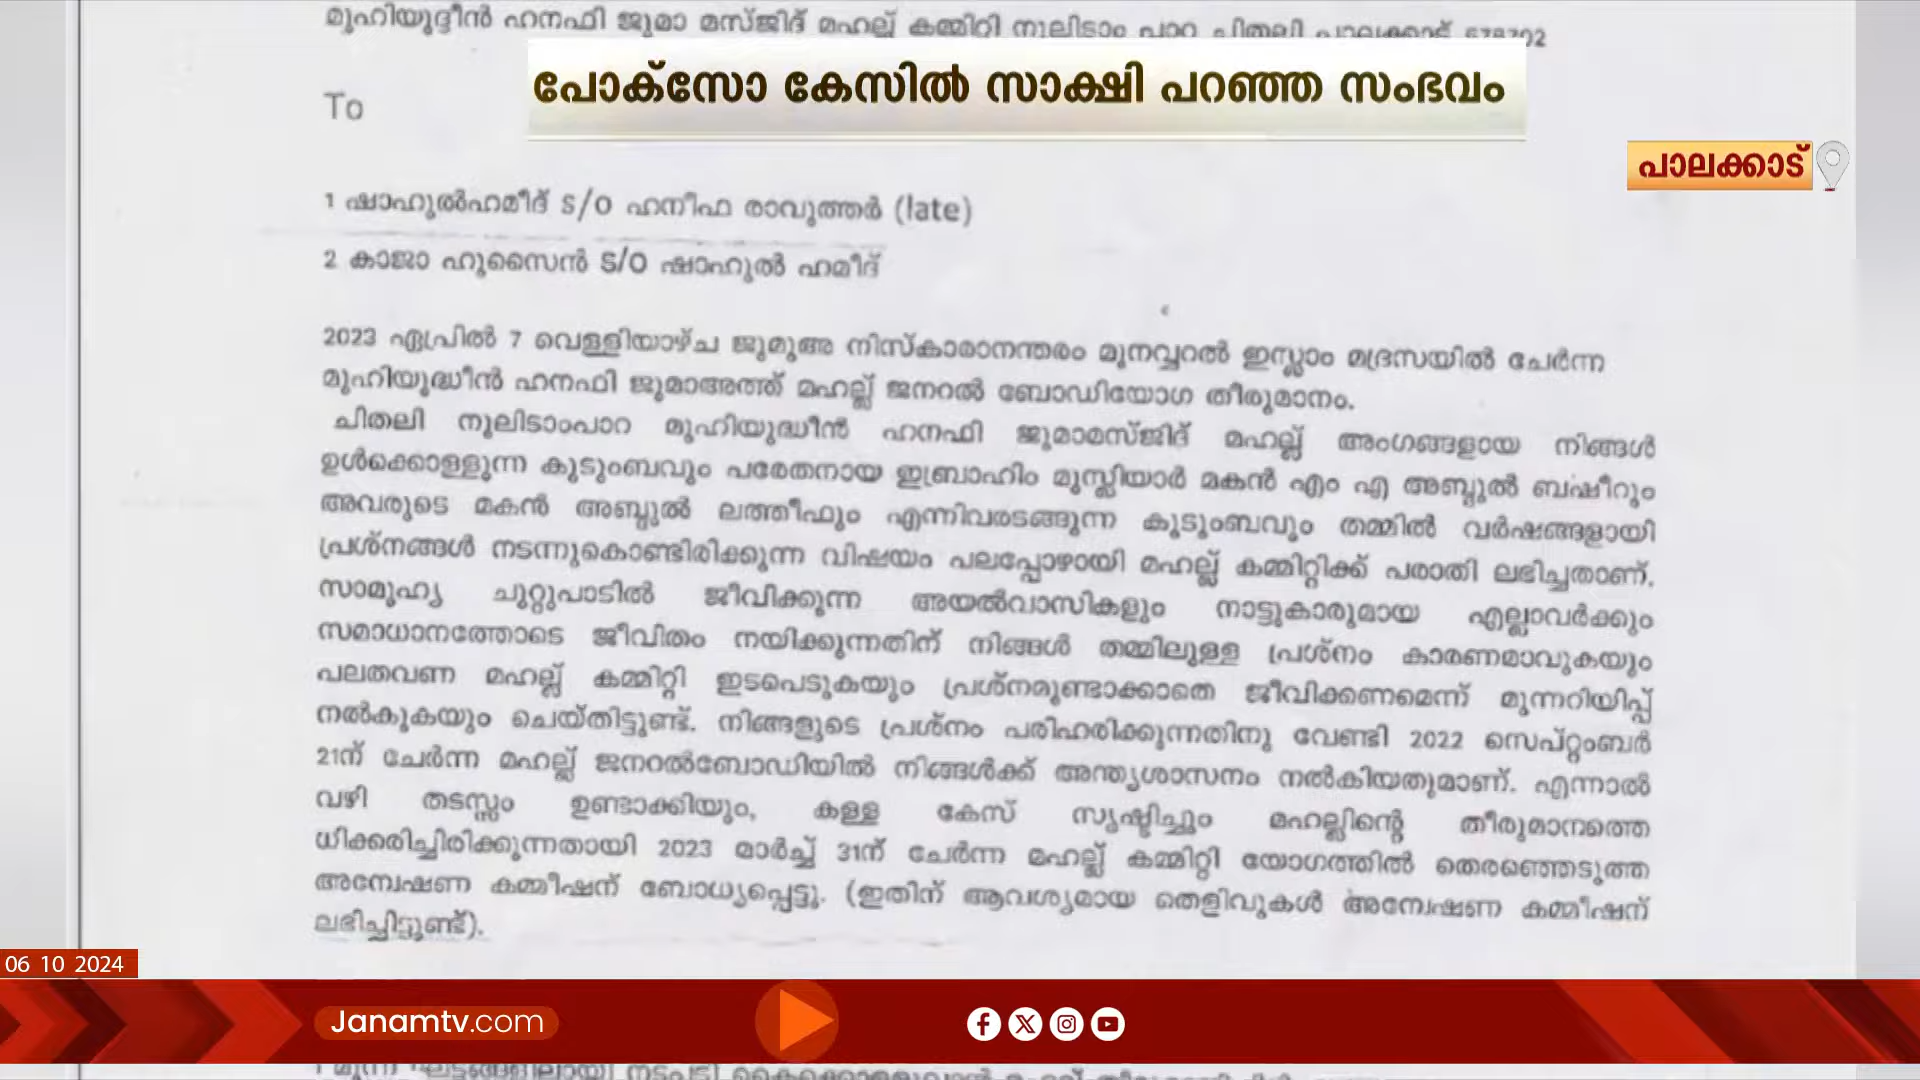 മുഹിയുദ്ദീൻ ഹനഫി ജുമാ മസ്ജിദ് മഹല്ല് കമ്മിറ്റി നൂലിടാം പാറ ചിതലി പാലക്കാട് 678702
പോക്സോ കേസിൽ സാക്ഷി പറഞ്ഞ സംഭവം
To
പാലക്കാട്
1 ഷാഹുൽഹമീദ് S/O ഹനീഫ രാവുത്തർ (late)
2 കാജാ ഹുസൈൻ S/O ഷാഹുൽ ഹമീദ്
2023 ഏപ്രിൽ 7 വെള്ളിയാഴ്ച ജുമുഅ നിസ്കാരാനന്തരം മുനവ്വറൽ ഇസ്ലാം മദ്രസയിൽ ചേർന്ന
മുഹിയുദ്ധീൻ ഹനഫി ജുമാഅത്ത് മഹല്ല് ജനറൽ ബോഡിയോഗ തീരുമാനം.
ചിതലി നൂലിടാംപാറ മുഹിയുദ്ധീൻ ഹനഫി ജുമാമസ്ജിദ് മഹല്ല് അംഗങ്ങളായ നിങ്ങൾ
ഉൾക്കൊള്ളുന്ന കുടുംബവും പരേതനായ ഇബ്രാഹിം മുസ്ലിയാർ മകൻ എം എ അബ്ദുൽ ബഷീറും
അവരുടെ മകൻ അബ്ദുൽ ലത്തീഫും എന്നിവരടങ്ങുന്ന കുടുംബവും തമ്മിൽ വർഷങ്ങളായി
പ്രശ്നങ്ങൾ നടന്നുകൊണ്ടിരിക്കുന്ന വിഷയം പലപ്പോഴായി മഹല്ല് കമ്മിറ്റിക്ക് പരാതി ലഭിച്ചതാണ്.
സാമൂഹ്യ ചുറ്റുപാടിൽ ജീവിക്കുന്ന അയൽവാസികളും നാട്ടുകാരുമായ എല്ലാവർക്കും
സമാധാനത്തോടെ ജീവിതം നയിക്കുന്നതിന് നിങ്ങൾ തമ്മിലുള്ള പ്രശ്നം കാരണമാവുകയും
പലതവണ മഹല്ല് കമ്മിറ്റി ഇടപെടുകയും പ്രശ്നമുണ്ടാക്കാതെ ജീവിക്കണമെന്ന് മുന്നറിയിപ്പ്
നൽകുകയും ചെയ്തിട്ടുണ്ട്. നിങ്ങളുടെ പ്രശ്നം പരിഹരിക്കുന്നതിനു വേണ്ടി 2022 സെപ്റ്റംബർ
21ന് ചേർന്ന മഹല്ല് ജനറൽബോഡിയിൽ നിങ്ങൾക്ക് അന്ത്യശാസനം നൽകിയതുമാണ്. എന്നാൽ
വഴി തടസ്സം ഉണ്ടാക്കിയും, കള്ള കേസ് സൃഷ്ടിച്ചും മഹല്ലിന്റെ തീരുമാനത്തെ
ധിക്കരിച്ചിരിക്കുന്നതായി 2023 മാർച്ച് 31ന് ചേർന്ന മഹല്ല് കമ്മിറ്റി യോഗത്തിൽ തെരഞ്ഞെടുത്ത
അന്വേഷണ കമ്മീഷന് ബോധ്യപ്പെട്ടു. (ഇതിന് ആവശ്യമായ തെളിവുകൾ അന്വേഷണ കമ്മീഷന്
ലഭിച്ചിട്ടുണ്ട്).
06 10 2024
Janamtv.com